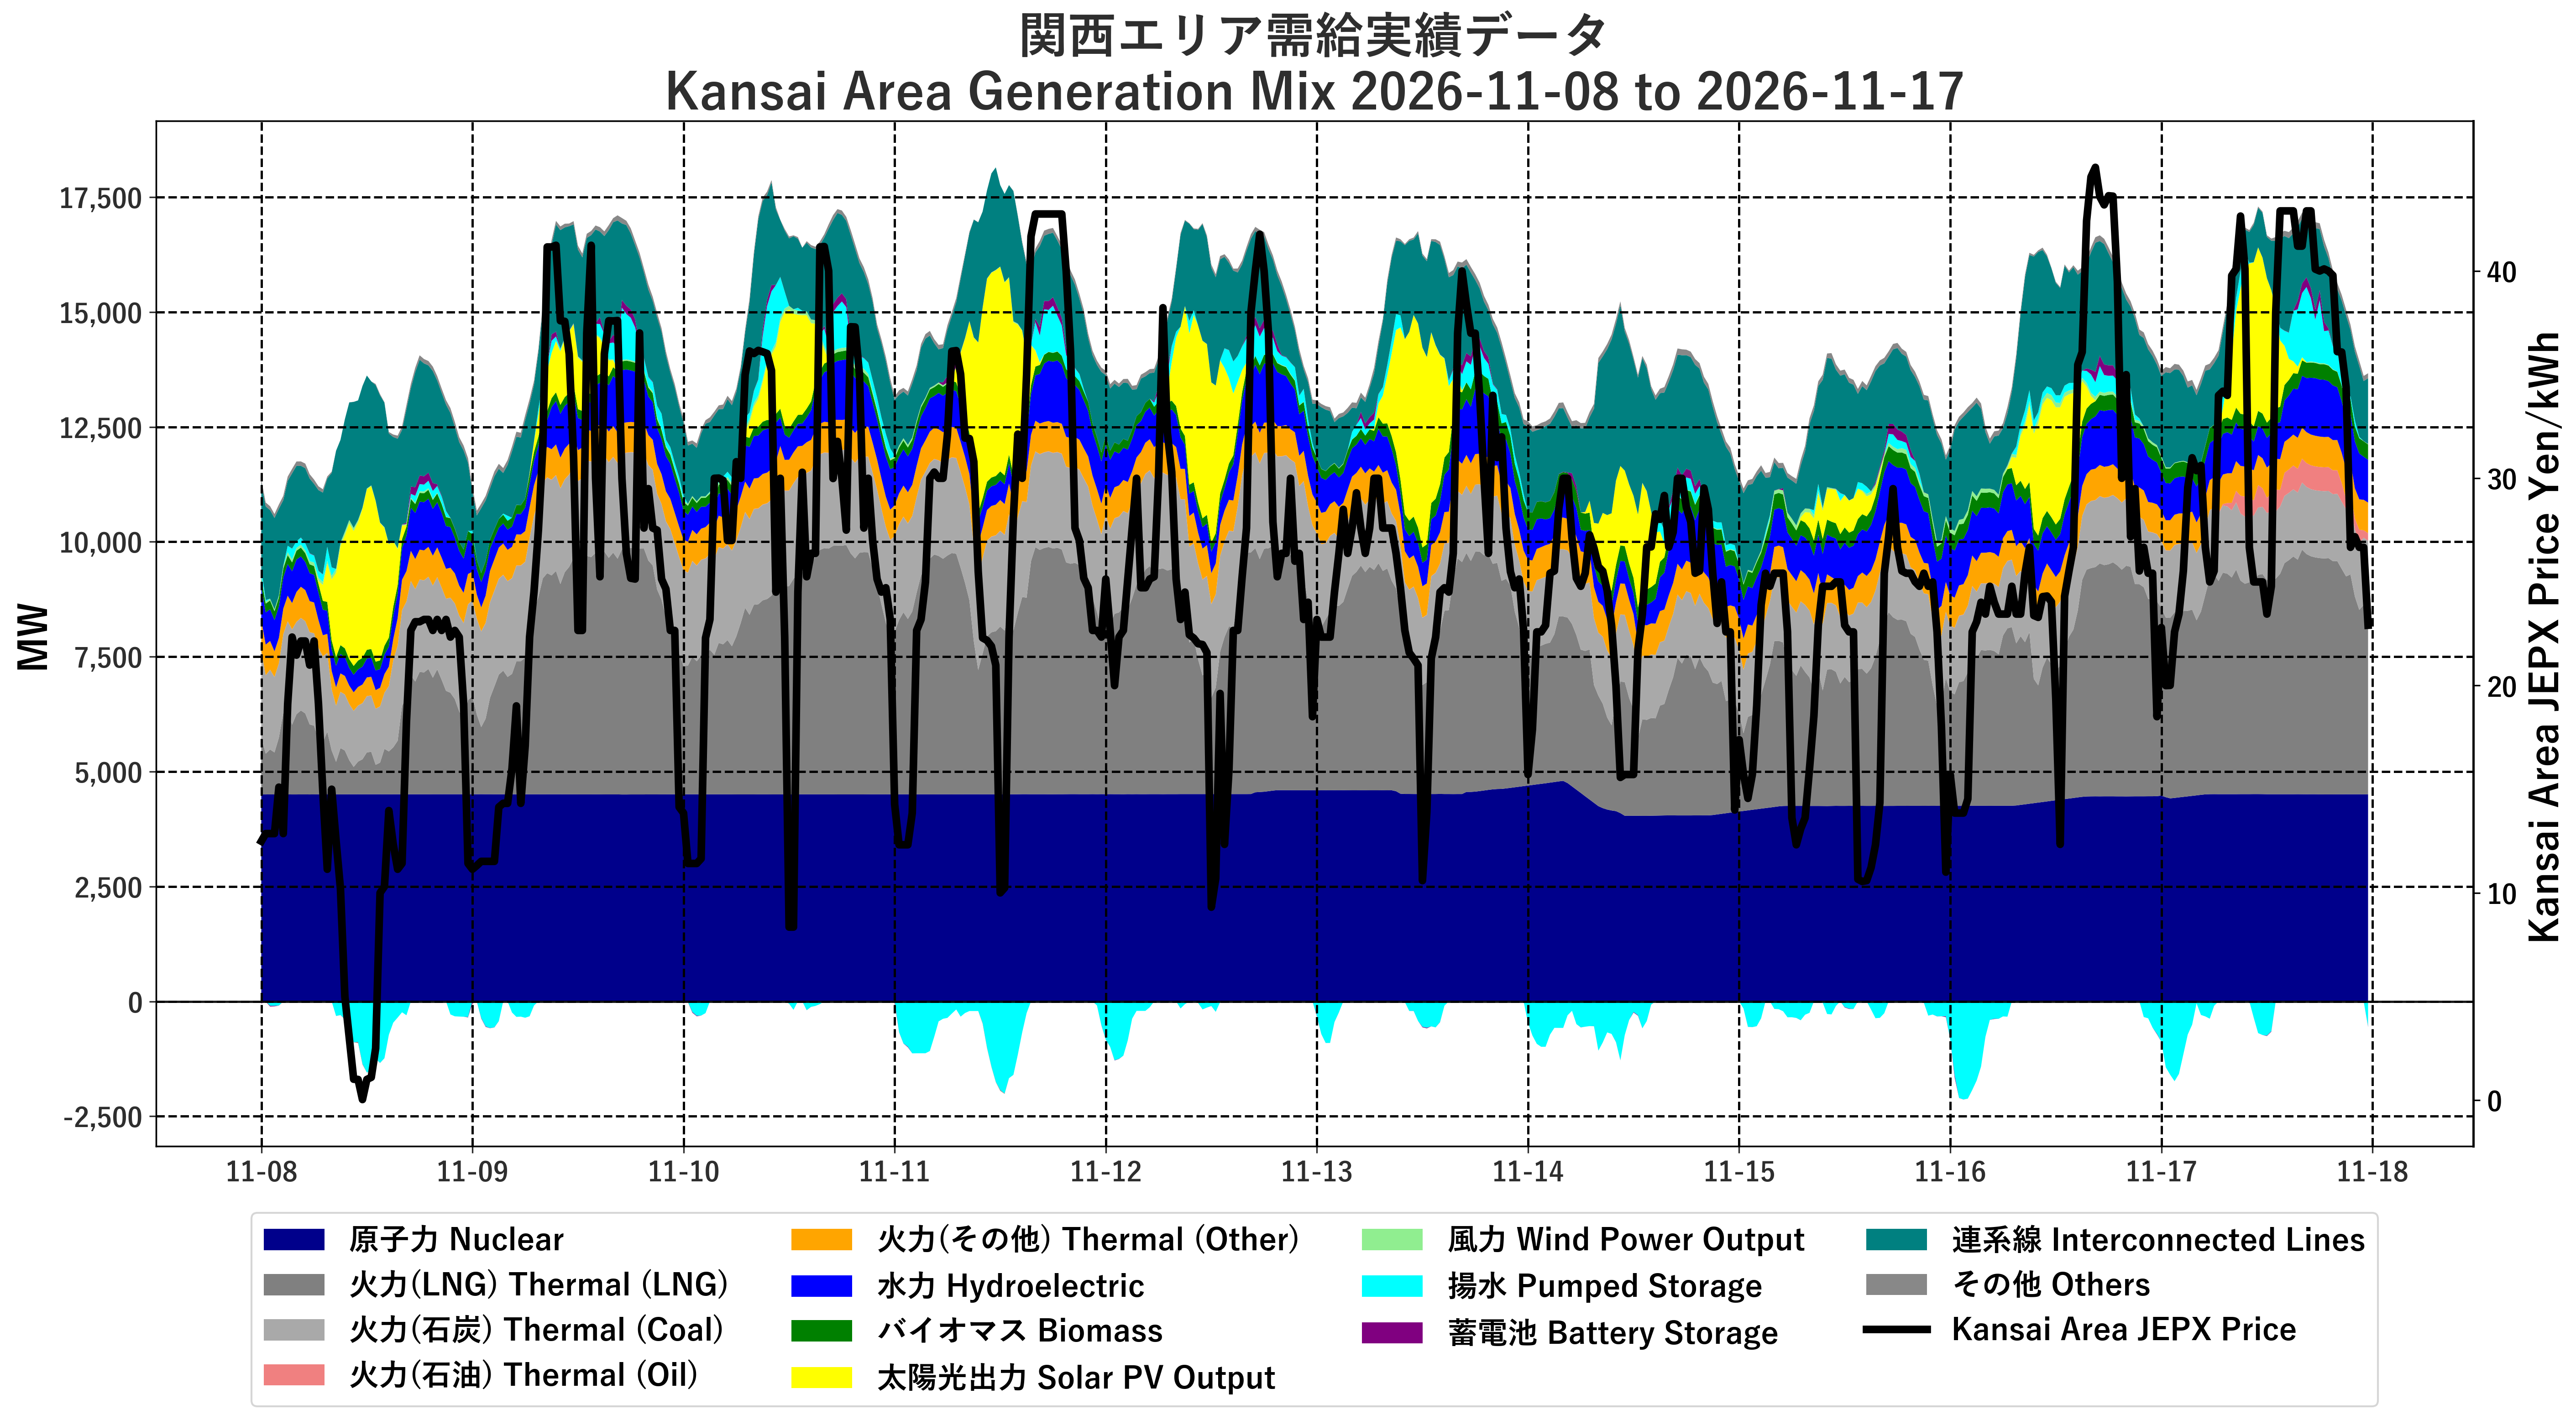 関西エリア需給実績データ
Kansai Area Generation Mix 2026-11-08 to 2026-11-17
MW
17,500
15,000
12,500
10,000
7,500
5,000
2,500
0
-2,500
40
30
20
10
0
Kansai Area JEPX Price Yen/kWh
11-08 11-09 11-10 11-11 11-12 11-13 11-14 11-15 11-16 11-17 11-18
原子力 Nuclear
火力(LNG) Thermal (LNG)
火力(石炭) Thermal (Coal)
火力(石油) Thermal (Oil)
火力(その他) Thermal (Other)
水力 Hydroelectric
バイオマス Biomass
太陽光出力 Solar PV Output
風力 Wind Power Output
揚水 Pumped Storage
蓄電池 Battery Storage
連系線 Interconnected Lines
その他 Others
Kansai Area JEPX Price